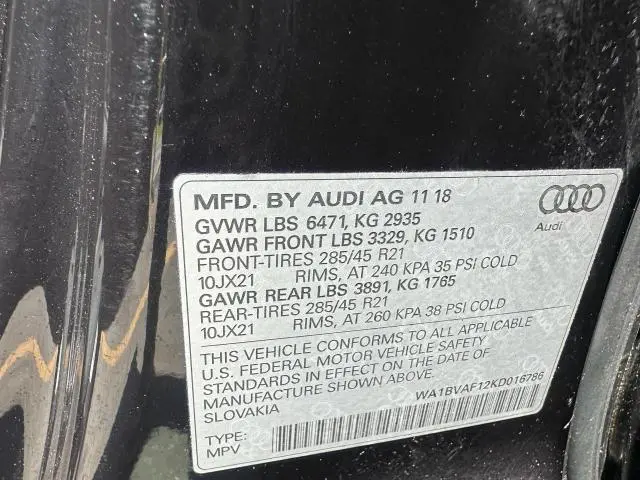 MFD. BY AUDI AG 11 18
GVWR LBS 6471, KG 2935
GAWR FRONT LBS 3329, KG 1510
FRONT-TIRES 285/45 R21
10JX21 RIMS, AT 240 KPA 35 PSI COLD
GAWR REAR LBS 3891, KG 1765
REAR-TIRES 285/45 R21
10JX21 RIMS, AT 260 KPA 38 PSI COLD
THIS VEHICLE CONFORMS TO ALL APPLICABLE
U.S. FEDERAL MOTOR VEHICLE SAFETY
STANDARDS IN EFFECT ON THE DATE OF
MANUFACTURE SHOWN ABOVE.
SLOVAKIA
WA1BVAF12KD016786
TYPE:
MPV
Audi